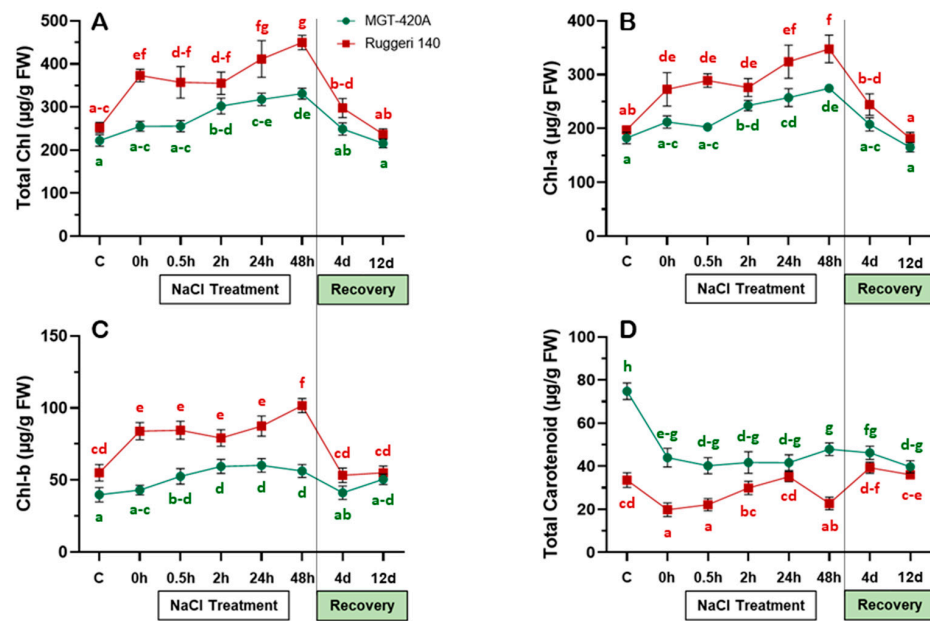 A
MGT-420A
Ruggeri 140
Total Chl (µg/g FW)
500
400
300
200
100
0
a-c
ef
d-f
d-f
fg
g
b-d
ab
a
a-c
a-c
b-d
c-e
de
ab
a
C
0h
0.5h
2h
24h
48h
4d
12d
NaCl Treatment
Recovery
B
Chl-a (µg/g FW)
400
300
200
100
0
ab
de
de
de
ef
f
b-d
a
a
a-c
a-c
b-d
cd
de
a-c
a
C
0h
0.5h
2h
24h
48h
4d
12d
NaCl Treatment
Recovery
C
Chl-b (µg/g FW)
150
100
50
0
cd
e
e
e
e
f
cd
cd
a
a-c
b-d
d
d
d
ab
a-d
C
0h
0.5h
2h
24h
48h
4d
12d
NaCl Treatment
Recovery
D
Total Carotenoid (µg/g FW)
100
80
60
40
20
0
h
e-g
d-g
d-g
d-g
g
fg
d-g
cd
a
a
bc
cd
ab
d-f
c-e
C
0h
0.5h
2h
24h
48h
4d
12d
NaCl Treatment
Recovery